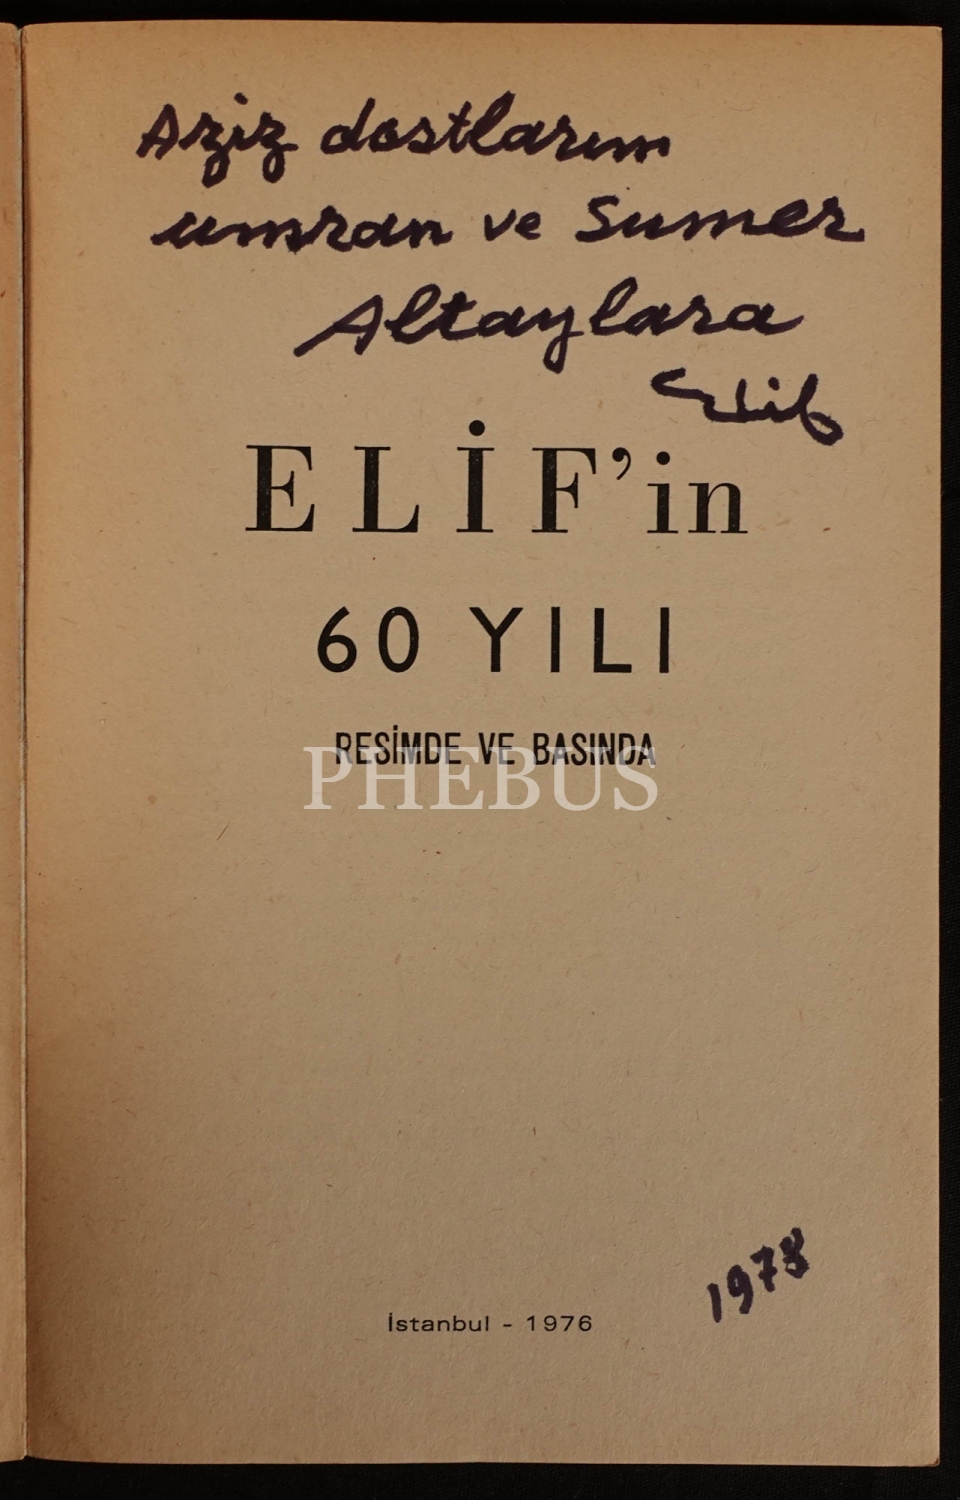 Aziz dostlarım
umran ve Sumer
Altaylara
Elif
ELİF'in
60 YILI
RESİMDE VE BASINDA
PHEBUS
İstanbul - 1976
1978